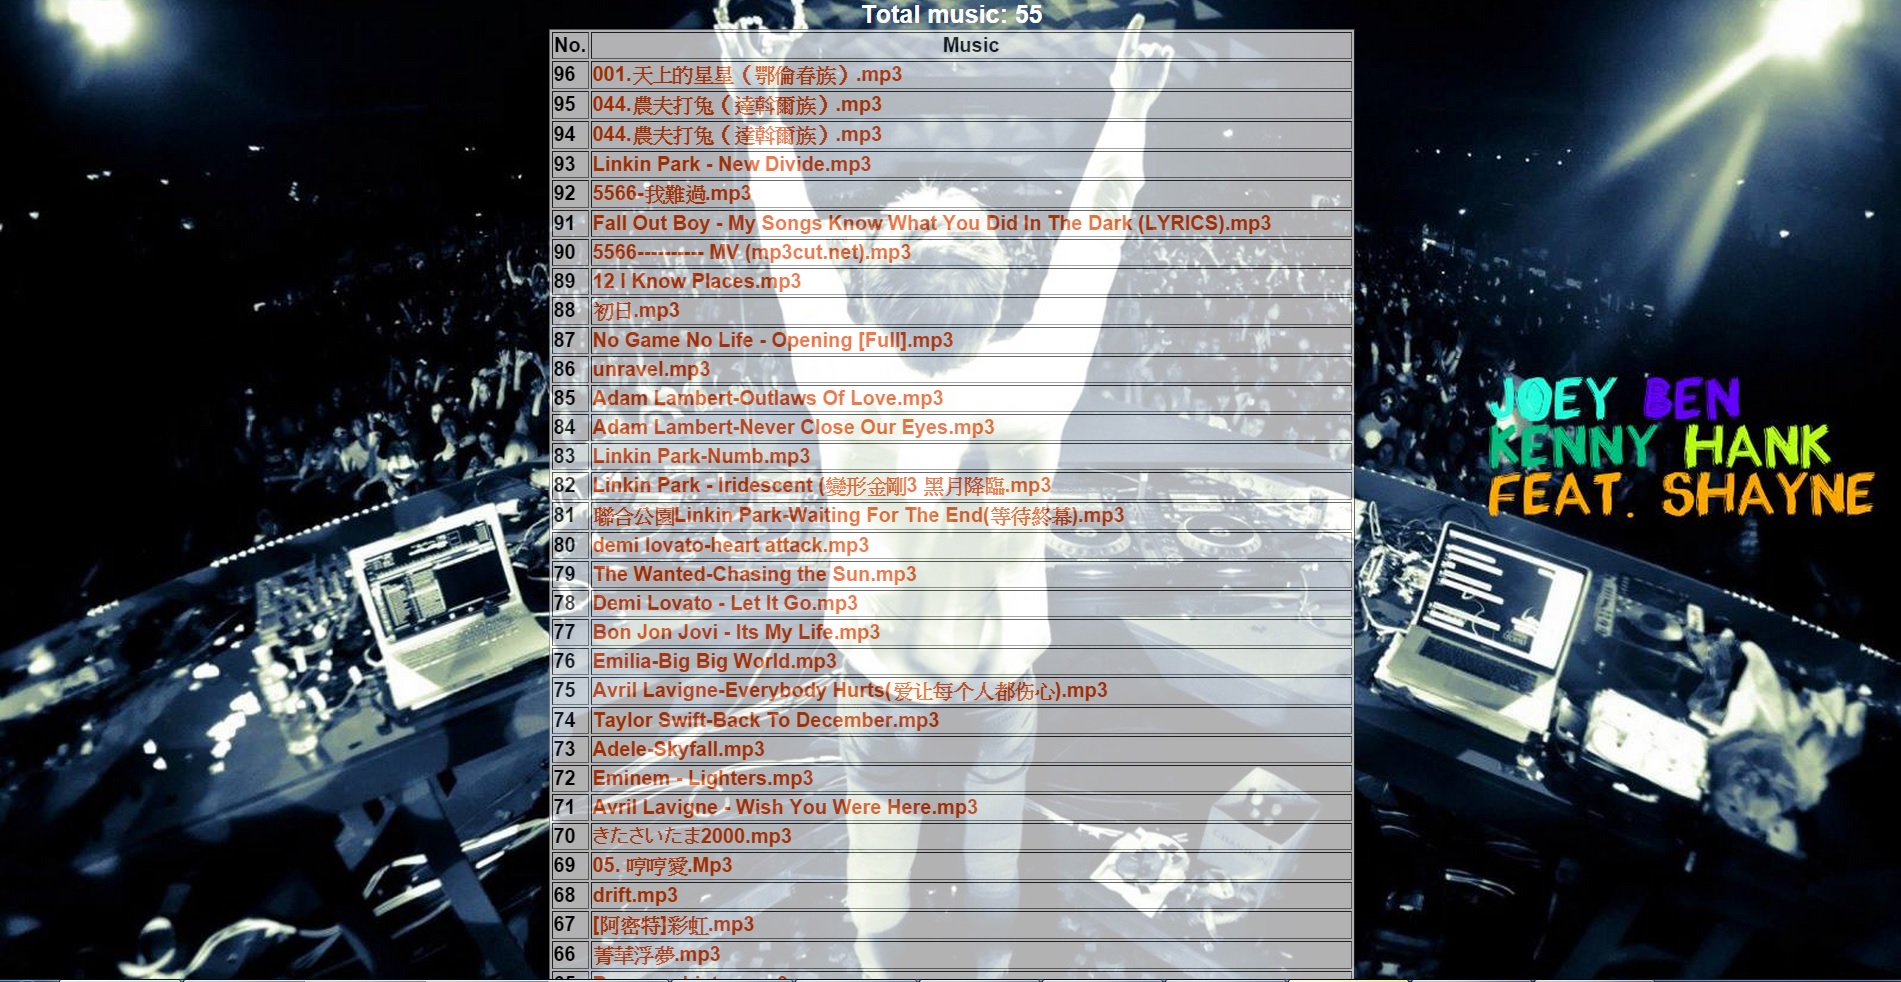 Total music: 55
No. Music
96 001.天上的星星（鄂倫春族）.mp3
95 044.農夫打兔（達斡爾族）.mp3
94 044.農夫打兔（達斡爾族）.mp3
93 Linkin Park - New Divide.mp3
92 5566-我難過.mp3
91 Fall Out Boy - My Songs Know What You Did In The Dark (LYRICS).mp3
90 5566---------- MV (mp3cut.net).mp3
89 12 I Know Places.mp3
88 初日.mp3
87 No Game No Life - Opening [Full].mp3
86 unravel.mp3
85 Adam Lambert-Outlaws Of Love.mp3
84 Adam Lambert-Never Close Our Eyes.mp3
83 Linkin Park-Numb.mp3
82 Linkin Park - Iridescent (變形金剛3 黑月降臨.mp3
81 聯合公園Linkin Park-Waiting For The End(等待終幕).mp3
80 demi lovato-heart attack.mp3
79 The Wanted-Chasing the Sun.mp3
78 Demi Lovato - Let It Go.mp3
77 Bon Jon Jovi - Its My Life.mp3
76 Emilia-Big Big World.mp3
75 Avril Lavigne-Everybody Hurts(爱让每个人都伤心).mp3
74 Taylor Swift-Back To December.mp3
73 Adele-Skyfall.mp3
72 Eminem - Lighters.mp3
71 Avril Lavigne - Wish You Were Here.mp3
70 きたさいたま2000.mp3
69 05. 哼哼愛.Mp3
68 drift.mp3
67 [阿密特]彩虹.mp3
66 菁華浮夢.mp3
JOEY BEN
KENNY HANK
FEAT. SHAYNE